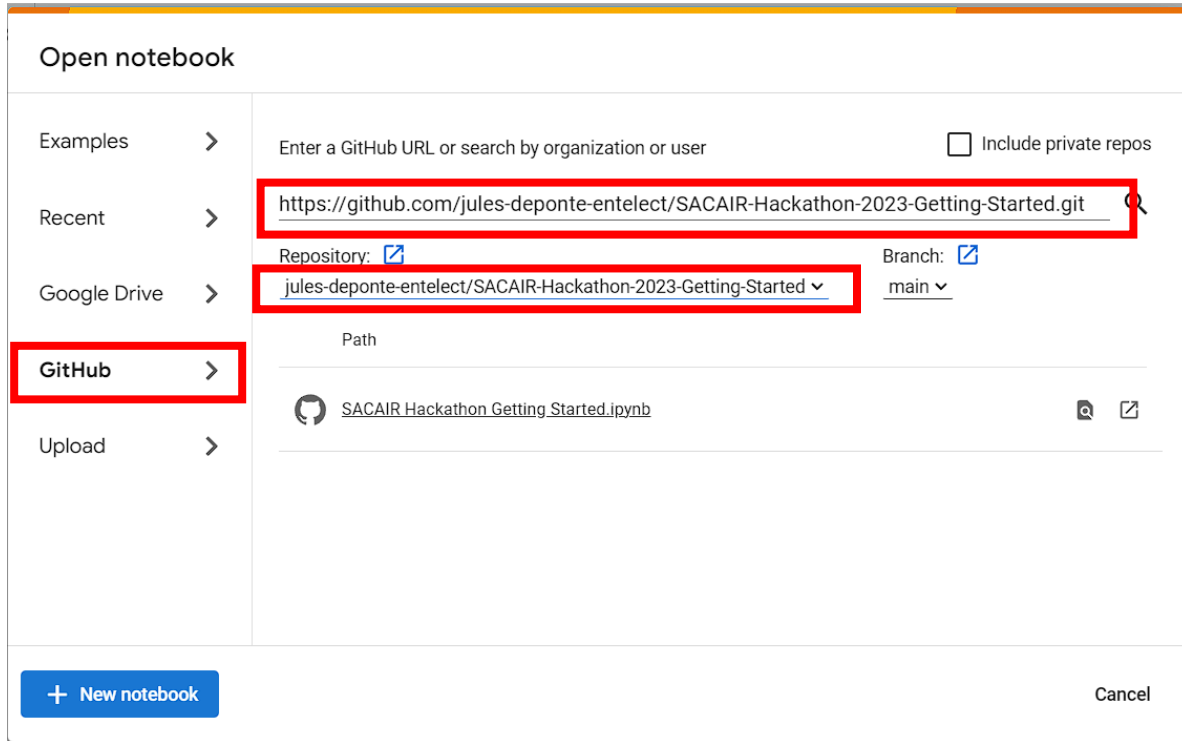 Open notebook
Examples
Recent
Google Drive
GitHub
Upload
Enter a GitHub URL or search by organization or user
Include private repos
https://github.com/jules-deponte-entelect/SACAIR-Hackathon-2023-Getting-Started.git
Repository:
Branch:
jules-deponte-entelect/SACAIR-Hackathon-2023-Getting-Started
main
Path
SACAIR Hackathon Getting Started.ipynb
+ New notebook
Cancel